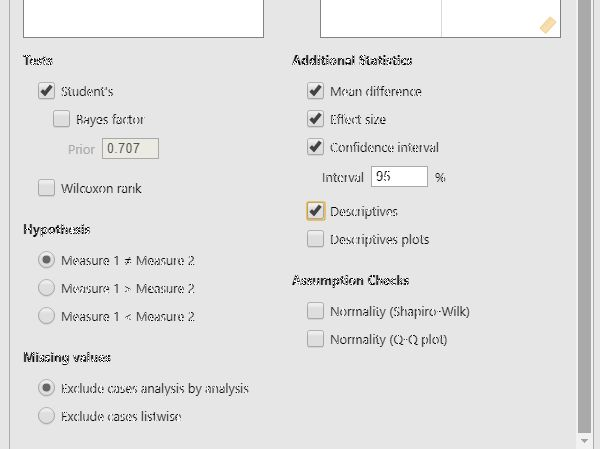 Tests
Student's
Bayes factor
Prior 0.707
Wilcoxon rank
Hypothesis
Measure 1 ≠ Measure 2
Measure 1 > Measure 2
Measure 1 < Measure 2
Missing values
Exclude cases analysis by analysis
Exclude cases listwise
Additional Statistics
Mean difference
Effect size
Confidence interval
Interval 95 %
Descriptives
Descriptives plots
Assumption Checks
Normality (Shapiro-Wilk)
Normality (Q-Q plot)